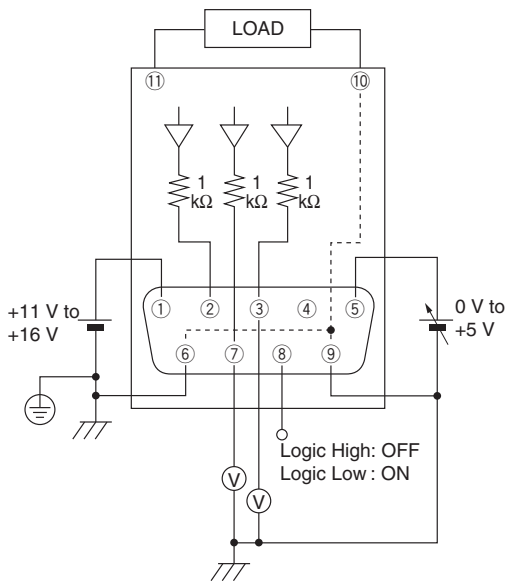 LOAD
⑪ ⑩
1 kΩ
1 kΩ
1 kΩ
① ② ③ ④ ⑤
+11 V to
+16 V
0 V to
+5 V
⑥ ⑦ ⑧ ⑨
Logic High: OFF
Logic Low : ON
V
V